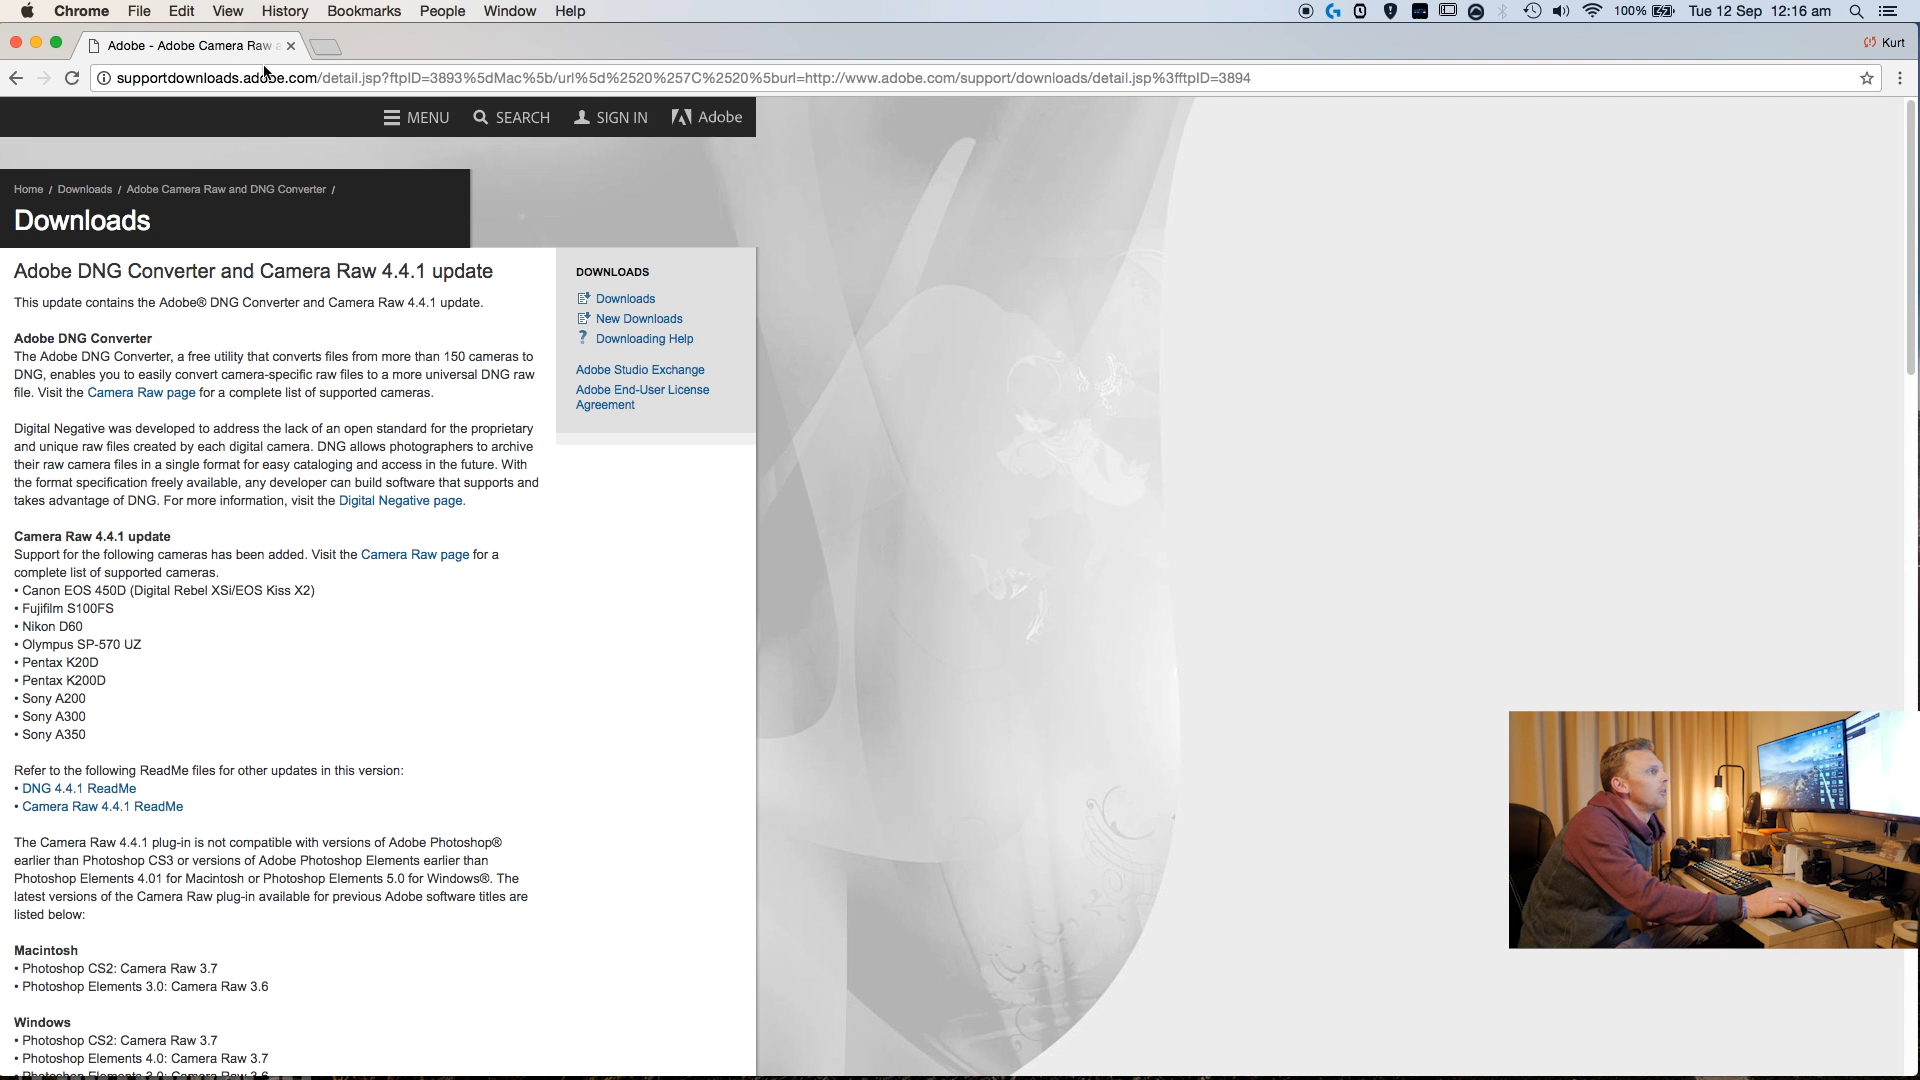 Chrome File Edit View History Bookmarks People Window Help
100% Tue 12 Sep 12:16 am
Adobe - Adobe Camera Raw a
Kurt
supportdownloads.adobe.com/detail.jsp?ftpID=3893%5dMac%5b/url%5d%2520%257C%2520%5burl=http://www.adobe.com/support/downloads/detail.jsp%3fftpID=3894
MENU SEARCH SIGN IN Adobe
Home / Downloads / Adobe Camera Raw and DNG Converter /
Downloads
Adobe DNG Converter and Camera Raw 4.4.1 update
This update contains the Adobe® DNG Converter and Camera Raw 4.4.1 update.
Adobe DNG Converter
The Adobe DNG Converter, a free utility that converts files from more than 150 cameras to
DNG, enables you to easily convert camera-specific raw files to a more universal DNG raw
file. Visit the Camera Raw page for a complete list of supported cameras.
Digital Negative was developed to address the lack of an open standard for the proprietary
and unique raw files created by each digital camera. DNG allows photographers to archive
their raw camera files in a single format for easy cataloging and access in the future. With
the format specification freely available, any developer can build software that supports and
takes advantage of DNG. For more information, visit the Digital Negative page.
Camera Raw 4.4.1 update
Support for the following cameras has been added. Visit the Camera Raw page for a
complete list of supported cameras.
• Canon EOS 450D (Digital Rebel XSi/EOS Kiss X2)
• Fujifilm S100FS
• Nikon D60
• Olympus SP-570 UZ
• Pentax K20D
• Pentax K200D
• Sony A200
• Sony A300
• Sony A350
Refer to the following ReadMe files for other updates in this version:
• DNG 4.4.1 ReadMe
• Camera Raw 4.4.1 ReadMe
The Camera Raw 4.4.1 plug-in is not compatible with versions of Adobe Photoshop®
earlier than Photoshop CS3 or versions of Adobe Photoshop Elements earlier than
Photoshop Elements 4.01 for Macintosh or Photoshop Elements 5.0 for Windows®. The
latest versions of the Camera Raw plug-in available for previous Adobe software titles are
listed below:
Macintosh
• Photoshop CS2: Camera Raw 3.7
• Photoshop Elements 3.0: Camera Raw 3.6
Windows
• Photoshop CS2: Camera Raw 3.7
• Photoshop Elements 4.0: Camera Raw 3.7
• Photoshop Elements 3.0: Camera Raw 3.6
DOWNLOADS
Downloads
New Downloads
? Downloading Help
Adobe Studio Exchange
Adobe End-User License
Agreement